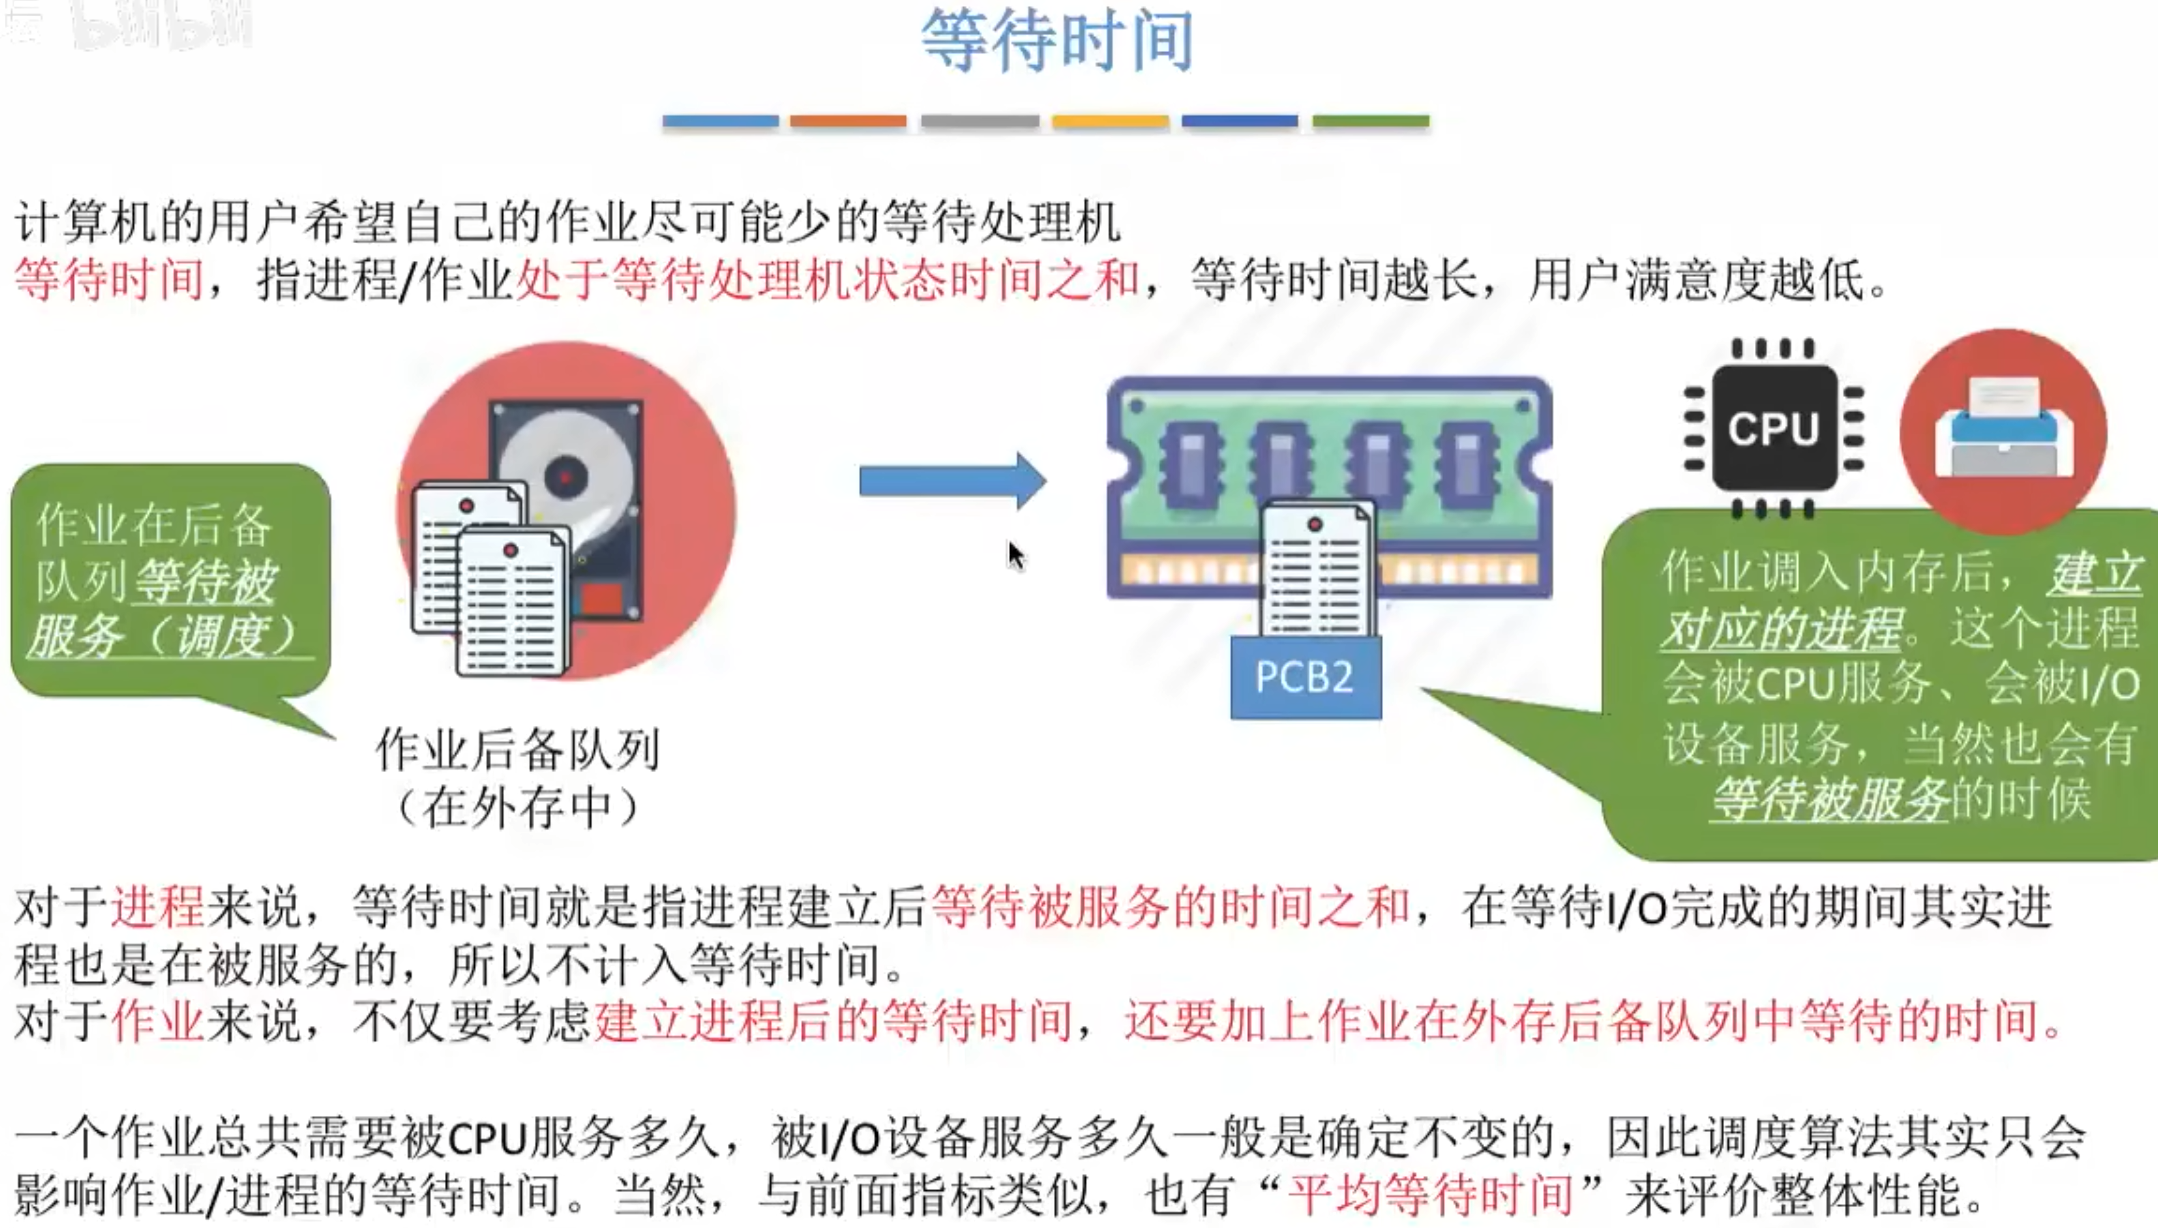 bilibili
等待时间
计算机的用户希望自己的作业尽可能少的等待处理机
等待时间，指进程/作业处于等待处理机状态时间之和，等待时间越长，用户满意度越低。
作业在后备
队列等待被
服务（调度）
作业后备队列
（在外存中）
PCB2
CPU
作业调入内存后，建立
对应的进程。这个进程
会被CPU服务、会被I/O
设备服务，当然也会有
等待被服务的时候
对于进程来说，等待时间就是指进程建立后等待被服务的时间之和，在等待I/O完成的期间其实进
程也是在被服务的，所以不计入等待时间。
对于作业来说，不仅要考虑建立进程后的等待时间，还要加上作业在外存后备队列中等待的时间。
一个作业总共需要被CPU服务多久，被I/O设备服务多久一般是确定不变的，因此调度算法其实只会
影响作业/进程的等待时间。当然，与前面指标类似，也有“平均等待时间”来评价整体性能。